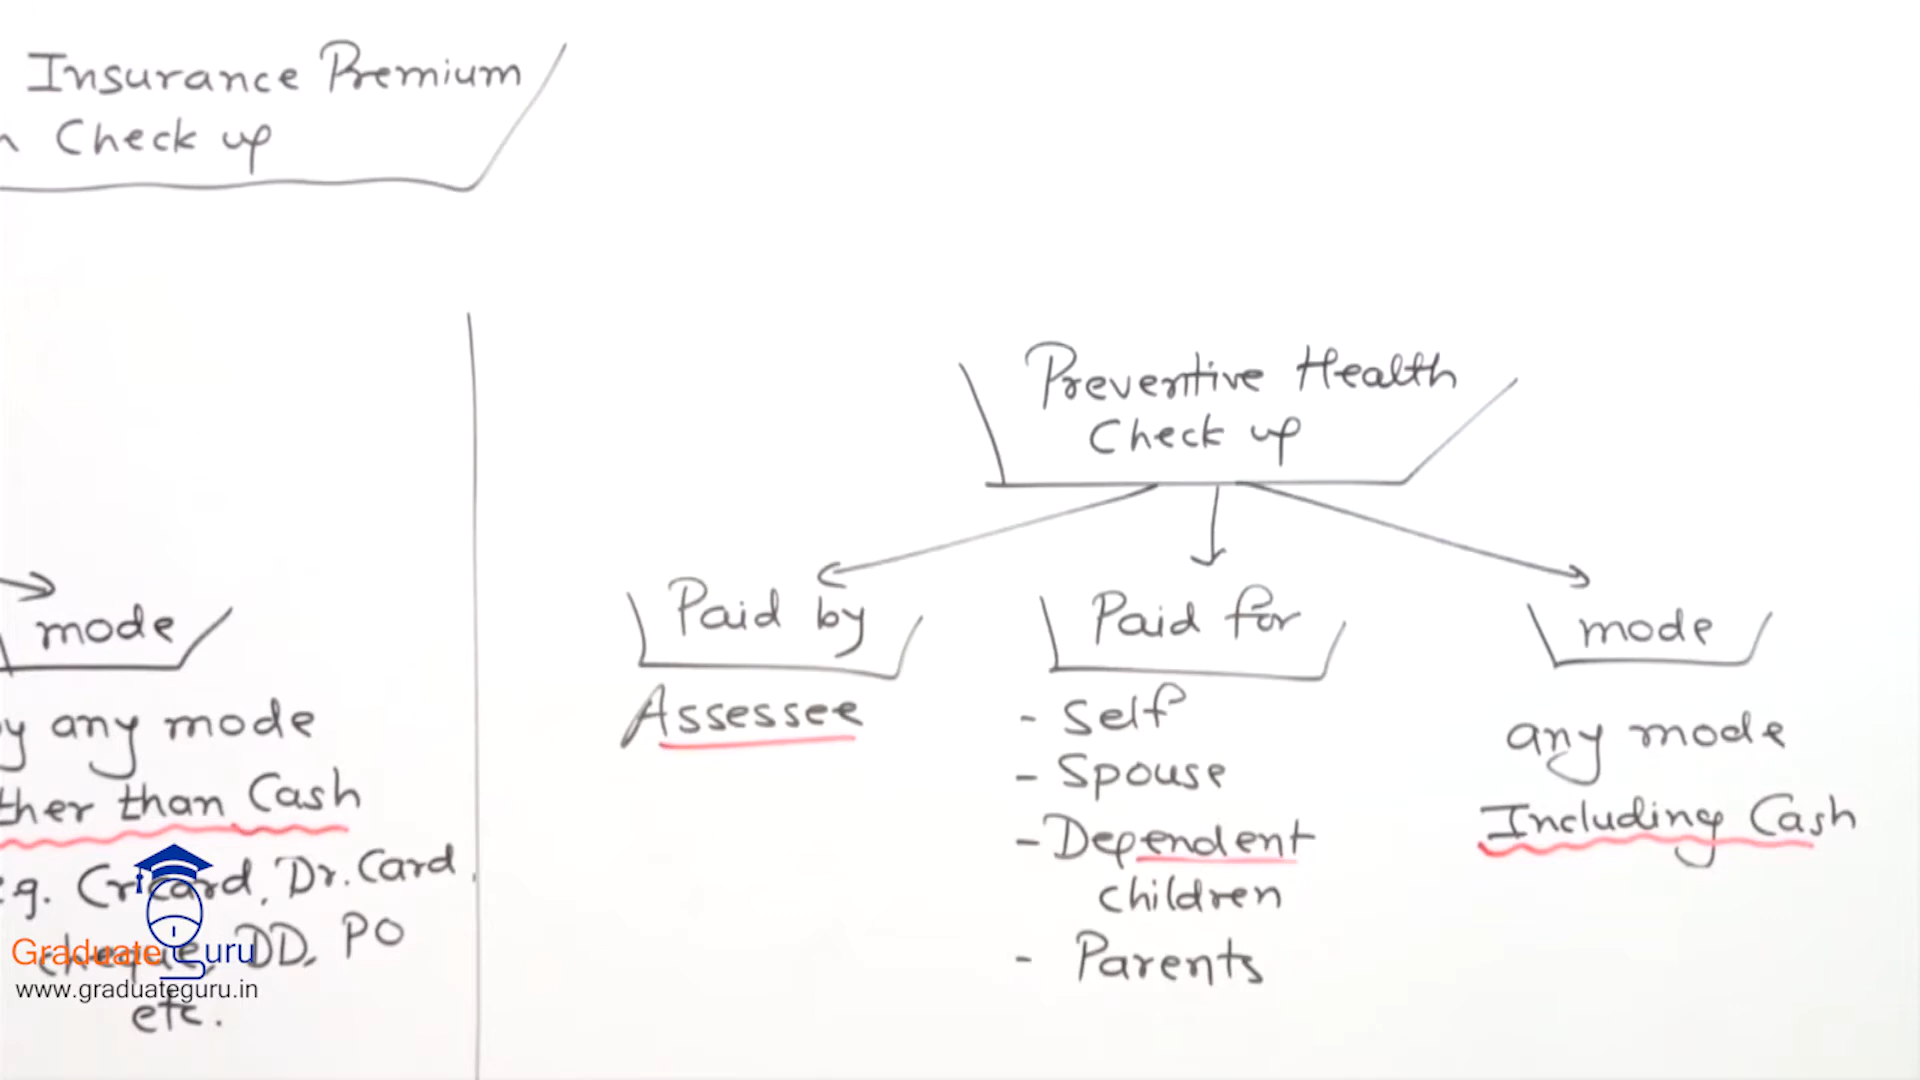 Insurance Premium
Check up
mode
any mode
ther than Cash
e.g. Cr.card, Dr. Card
cheque, DD, PO
etc.
Preventive Health
Check up
Paid by
Assessee
Paid for
- Self
- Spouse
- Dependent
children
- Parents
mode
any mode
Including Cash
Graduate Guru
www.graduateguru.in